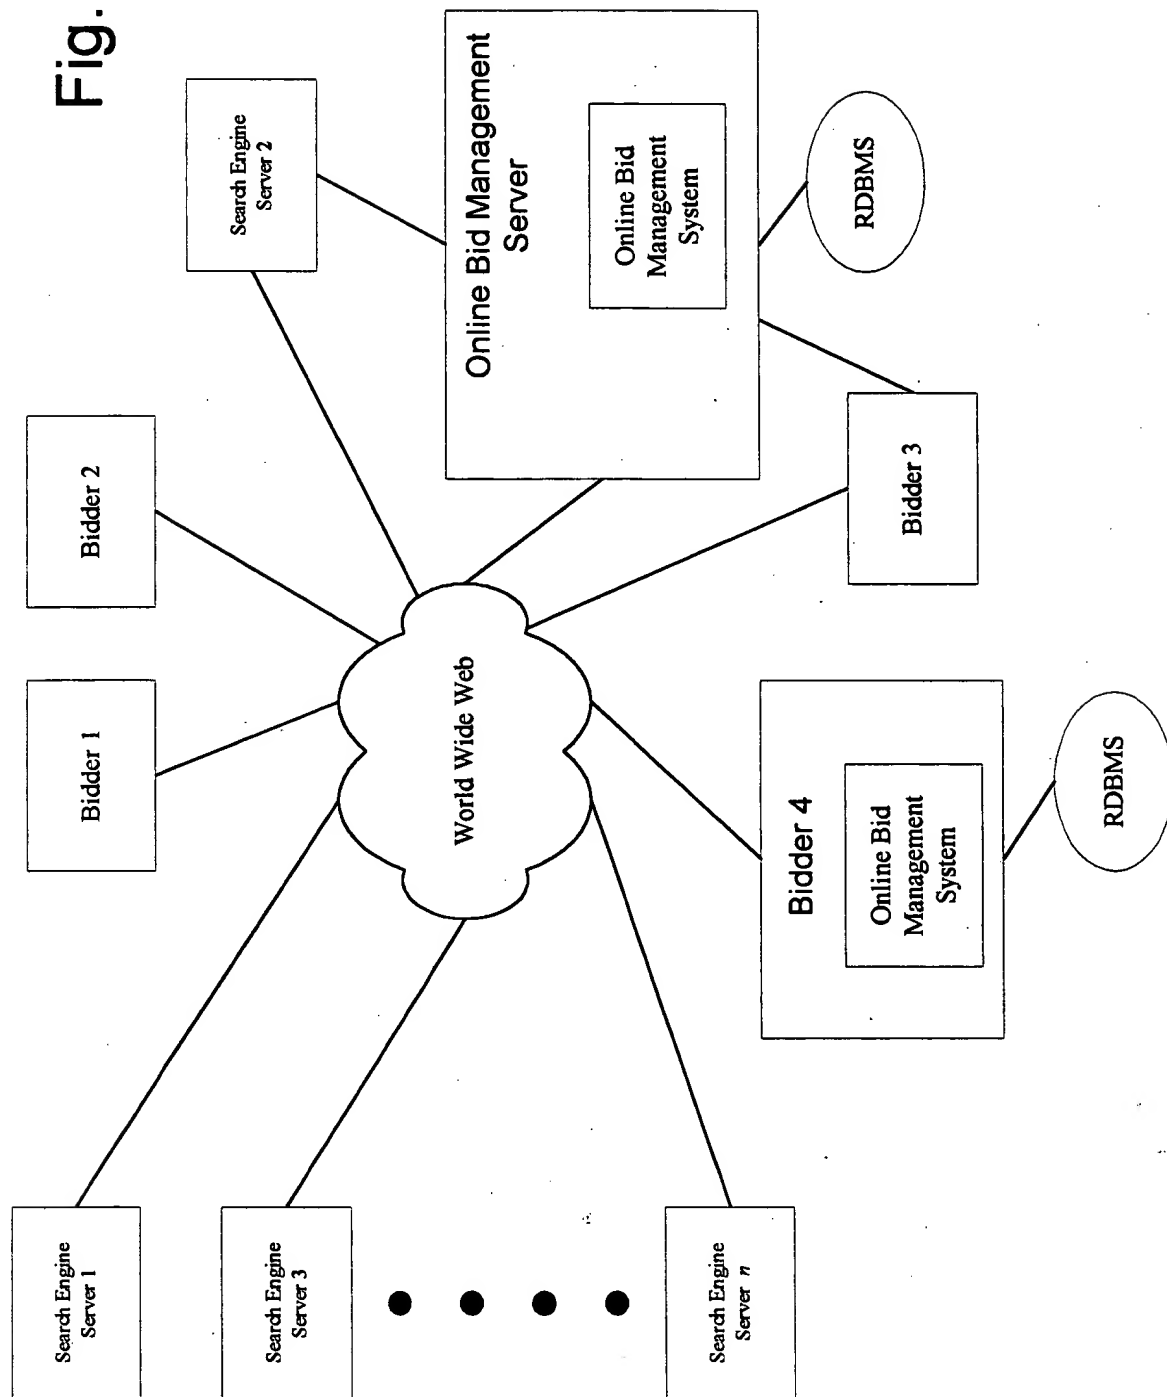 Fig.
Search Engine
Server 1
Bidder 1
Bidder 2
Search Engine
Server 2
Search Engine
Server 3
World Wide Web
Online Bid Management
Server
Online Bid
Management
System
Search Engine
Server n
Bidder 4
Online Bid
Management
System
Bidder 3
RDBMS
RDBMS